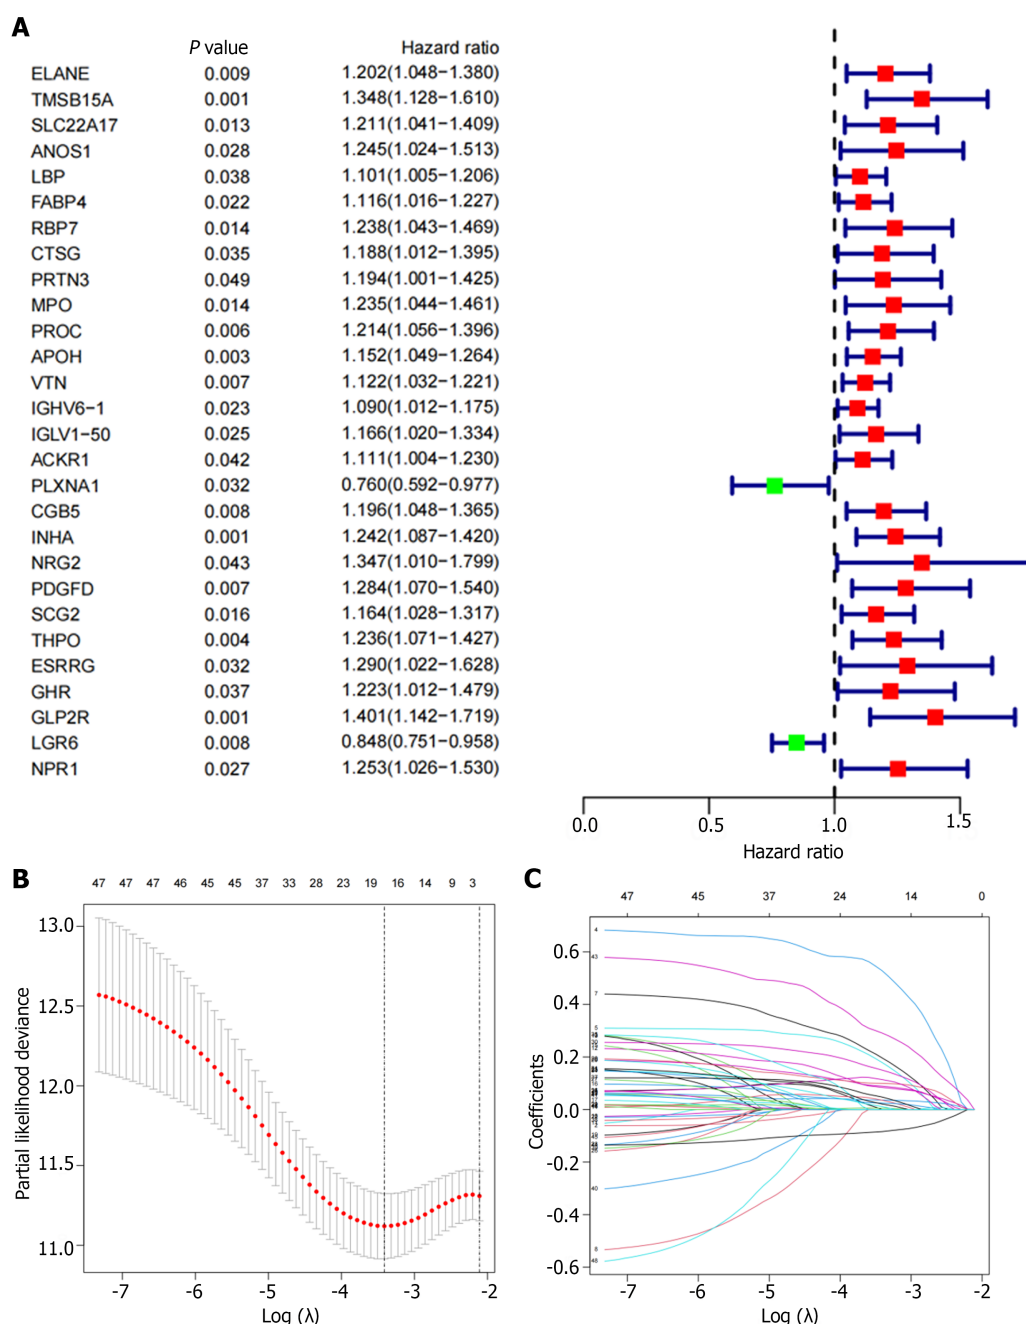 A
P value Hazard ratio
ELANE 0.009 1.202(1.048−1.380)
TMSB15A 0.001 1.348(1.128−1.610)
SLC22A17 0.013 1.211(1.041−1.409)
ANOS1 0.028 1.245(1.024−1.513)
LBP 0.038 1.101(1.005−1.206)
FABP4 0.022 1.116(1.016−1.227)
RBP7 0.014 1.238(1.043−1.469)
CTSG 0.035 1.188(1.012−1.395)
PRTN3 0.049 1.194(1.001−1.425)
MPO 0.014 1.235(1.044−1.461)
PROC 0.006 1.214(1.056−1.396)
APOH 0.003 1.152(1.049−1.264)
VTN 0.007 1.122(1.032−1.221)
IGHV6−1 0.023 1.090(1.012−1.175)
IGLV1−50 0.025 1.166(1.020−1.334)
ACKR1 0.042 1.111(1.004−1.230)
PLXNA1 0.032 0.760(0.592−0.977)
CGB5 0.008 1.196(1.048−1.365)
INHA 0.001 1.242(1.087−1.420)
NRG2 0.043 1.347(1.010−1.799)
PDGFD 0.007 1.284(1.070−1.540)
SCG2 0.016 1.164(1.028−1.317)
THPO 0.004 1.236(1.071−1.427)
ESRRG 0.032 1.290(1.022−1.628)
GHR 0.037 1.223(1.012−1.479)
GLP2R 0.001 1.401(1.142−1.719)
LGR6 0.008 0.848(0.751−0.958)
NPR1 0.027 1.253(1.026−1.530)
0.0 0.5 1.0 1.5
Hazard ratio
B
47 47 47 46 45 45 37 33 28 23 19 16 14 9 3
Partial likelihood deviance
13.0
12.5
12.0
11.5
11.0
-7 -6 -5 -4 -3 -2
Log (λ)
C
47 45 37 24 14 0
Coefficients
0.6
0.4
0.2
0.0
-0.2
-0.4
-0.6
4
43
7
5
40
8
48
-7 -6 -5 -4 -3 -2
Log (λ)